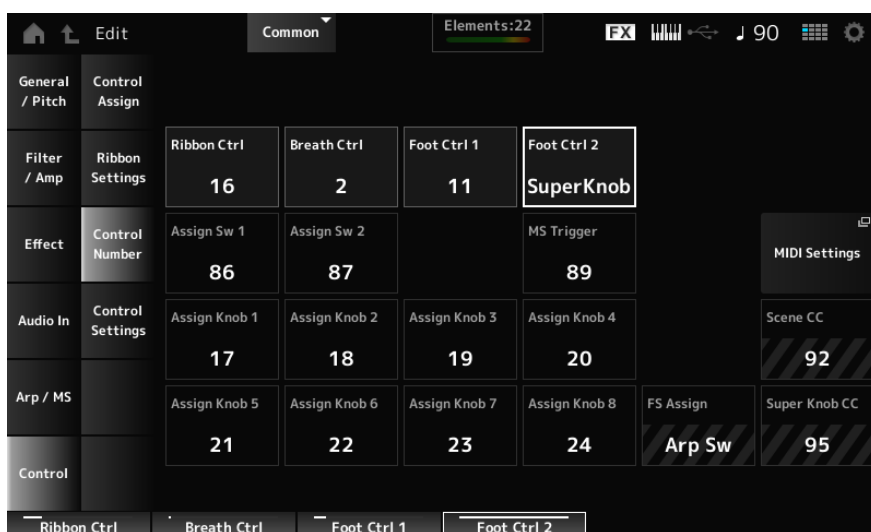 Edit
Common
Elements:22
FX
♩ 90
General
/ Pitch
Control
Assign
Filter
/ Amp
Ribbon
Settings
Effect
Control
Number
Audio In
Control
Settings
Arp / MS
Control
Ribbon Ctrl
16
Breath Ctrl
2
Foot Ctrl 1
11
Foot Ctrl 2
SuperKnob
Assign Sw 1
86
Assign Sw 2
87
MS Trigger
89
MIDI Settings
Assign Knob 1
17
Assign Knob 2
18
Assign Knob 3
19
Assign Knob 4
20
Scene CC
92
Assign Knob 5
21
Assign Knob 6
22
Assign Knob 7
23
Assign Knob 8
24
FS Assign
Arp Sw
Super Knob CC
95
Ribbon Ctrl
Breath Ctrl
Foot Ctrl 1
Foot Ctrl 2